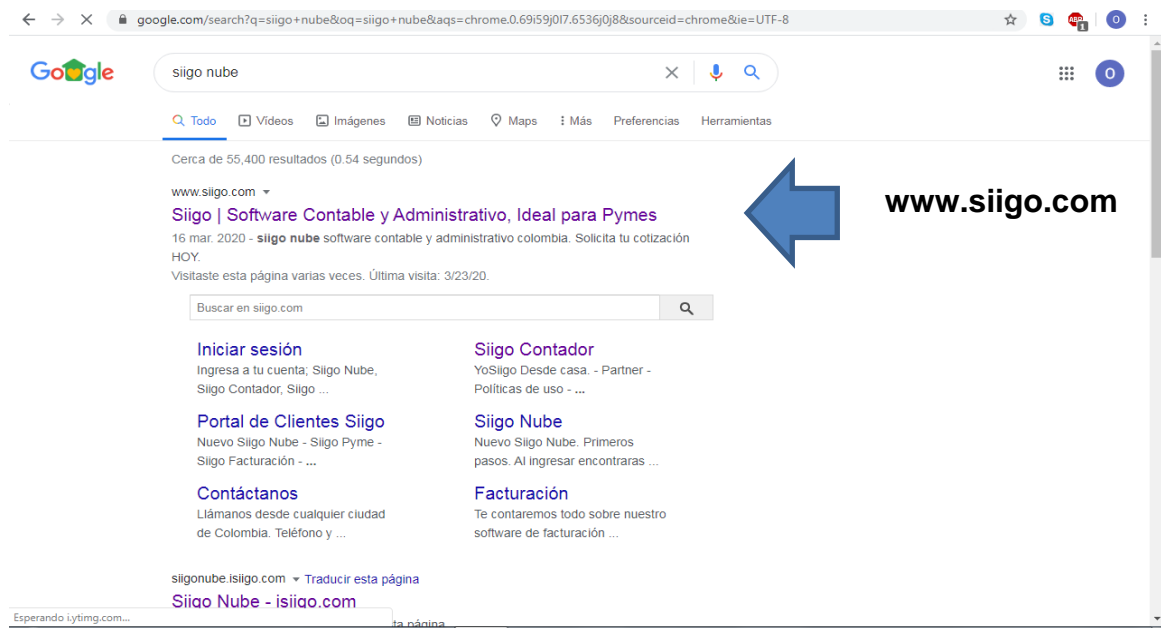 google.com/search?q=siigo+nube&oq=siigo+nube&aqs=chrome.0.69i59j0l7.6536j0j8&sourceid=chrome&ie=UTF-8
S
ABP
1
O
Google
siigo nube
O
Todo
Vídeos
Imágenes
Noticias
Maps
Más
Preferencias
Herramientas
Cerca de 55,400 resultados (0.54 segundos)
www.siigo.com
Siigo | Software Contable y Administrativo, Ideal para Pymes
www.siigo.com
16 mar. 2020 - siigo nube software contable y administrativo colombia. Solicita tu cotización
HOY.
Visitaste esta página varias veces. Última visita: 3/23/20.
Buscar en siigo.com
Iniciar sesión
Ingresa a tu cuenta; Siigo Nube,
Siigo Contador, Siigo ...
Siigo Contador
YoSiigo Desde casa. - Partner -
Políticas de uso - ...
Portal de Clientes Siigo
Nuevo Siigo Nube - Siigo Pyme -
Siigo Facturación - ...
Siigo Nube
Nuevo Siigo Nube. Primeros
pasos. Al ingresar encontraras ...
Contáctanos
Llámanos desde cualquier ciudad
de Colombia. Teléfono y ...
Facturación
Te contaremos todo sobre nuestro
software de facturación ...
siigonube.isiigo.com
Traducir esta página
Siigo Nube - isiigo.com
Esperando i.ytimg.com...
ta página